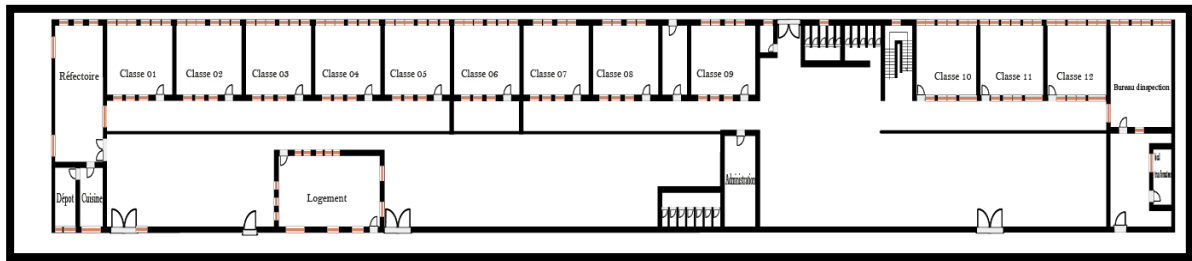 Réfectoire
Classe 01
Classe 02
Classe 03
Classe 04
Classe 05
Classe 06
Classe 07
Classe 08
Classe 09
Classe 10
Classe 11
Classe 12
Bureau d'inspection
Dépot
Cuisine
Logement
Administration